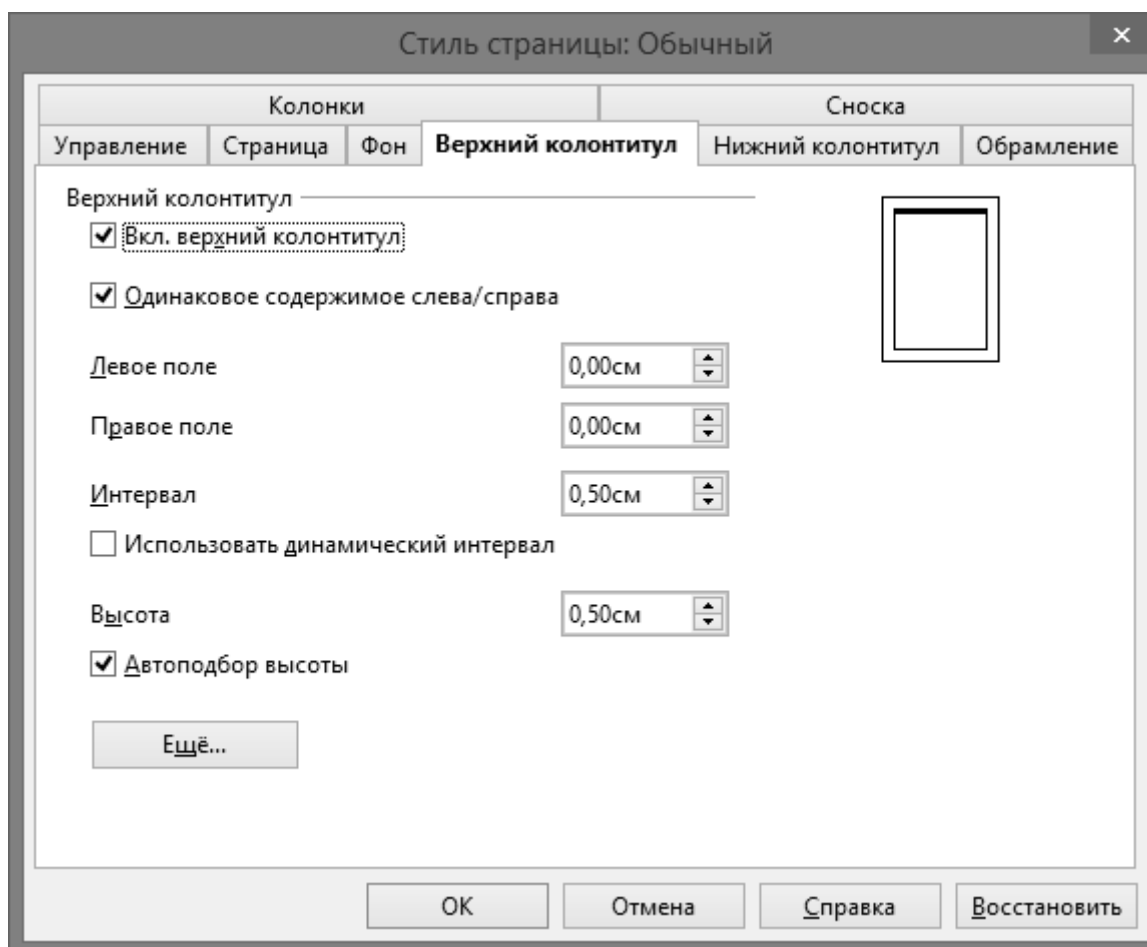 Стиль страницы: Обычный
Колонки Сноска
Управление Страница Фон Верхний колонтитул Нижний колонтитул Обрамление
Верхний колонтитул
Вкл. верхний колонтитул
Одинаковое содержимое слева/справа
Левое поле 0,00см
Правое поле 0,00см
Интервал 0,50см
Использовать динамический интервал
Высота 0,50см
Автоподбор высоты
Ещё...
ОК Отмена Справка Восстановить